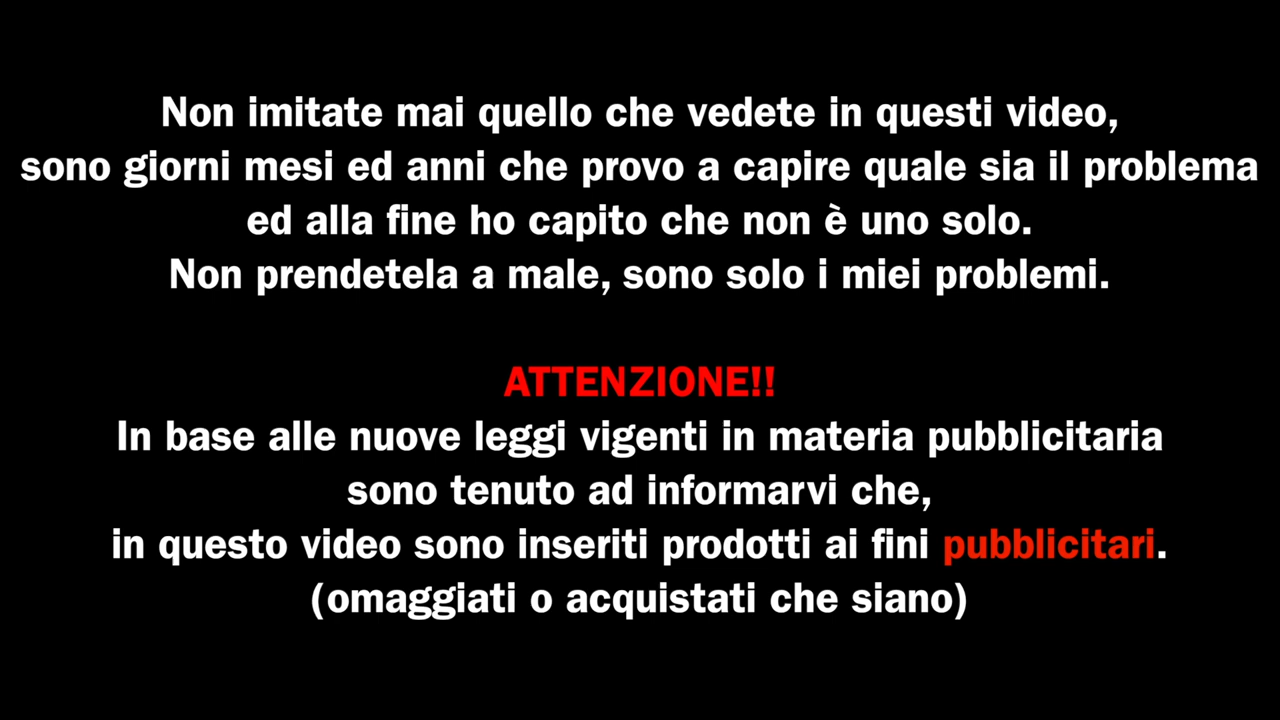 Non imitate mai quello che vedete in questi video,
sono giorni mesi ed anni che provo a capire quale sia il problema
ed alla fine ho capito che non è uno solo.
Non prendetela a male, sono solo i miei problemi.
ATTENZIONE!!
In base alle nuove leggi vigenti in materia pubblicitaria
sono tenuto ad informarvi che,
in questo video sono inseriti prodotti ai fini pubblicitari.
(omaggiati o acquistati che siano)